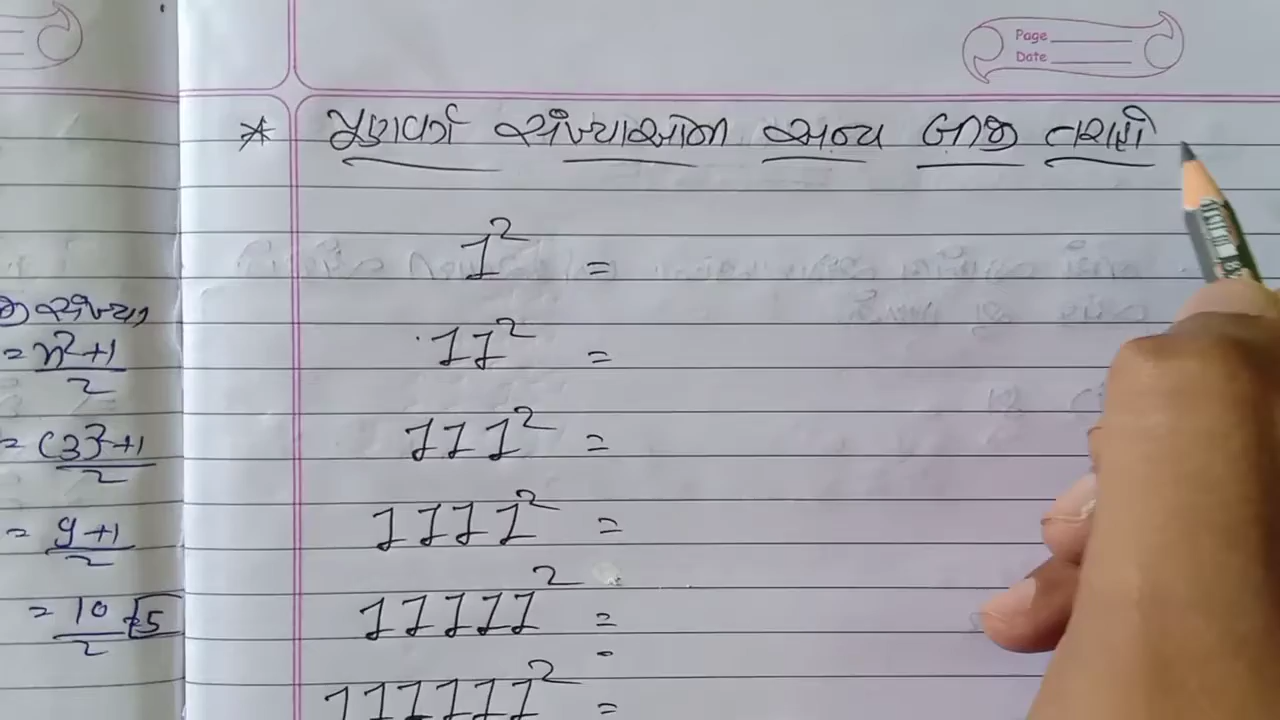 Page
Date
* પૂર્ણવર્ગ સંખ્યાઓના અન્ય બીજી તરાહો
1² =
11² =
111² =
1111² =
11111² =
111111² =
સંખ્યા
= n²+1/2
= (3)²+1/2
= 9+1/2
= 10/2 = 5